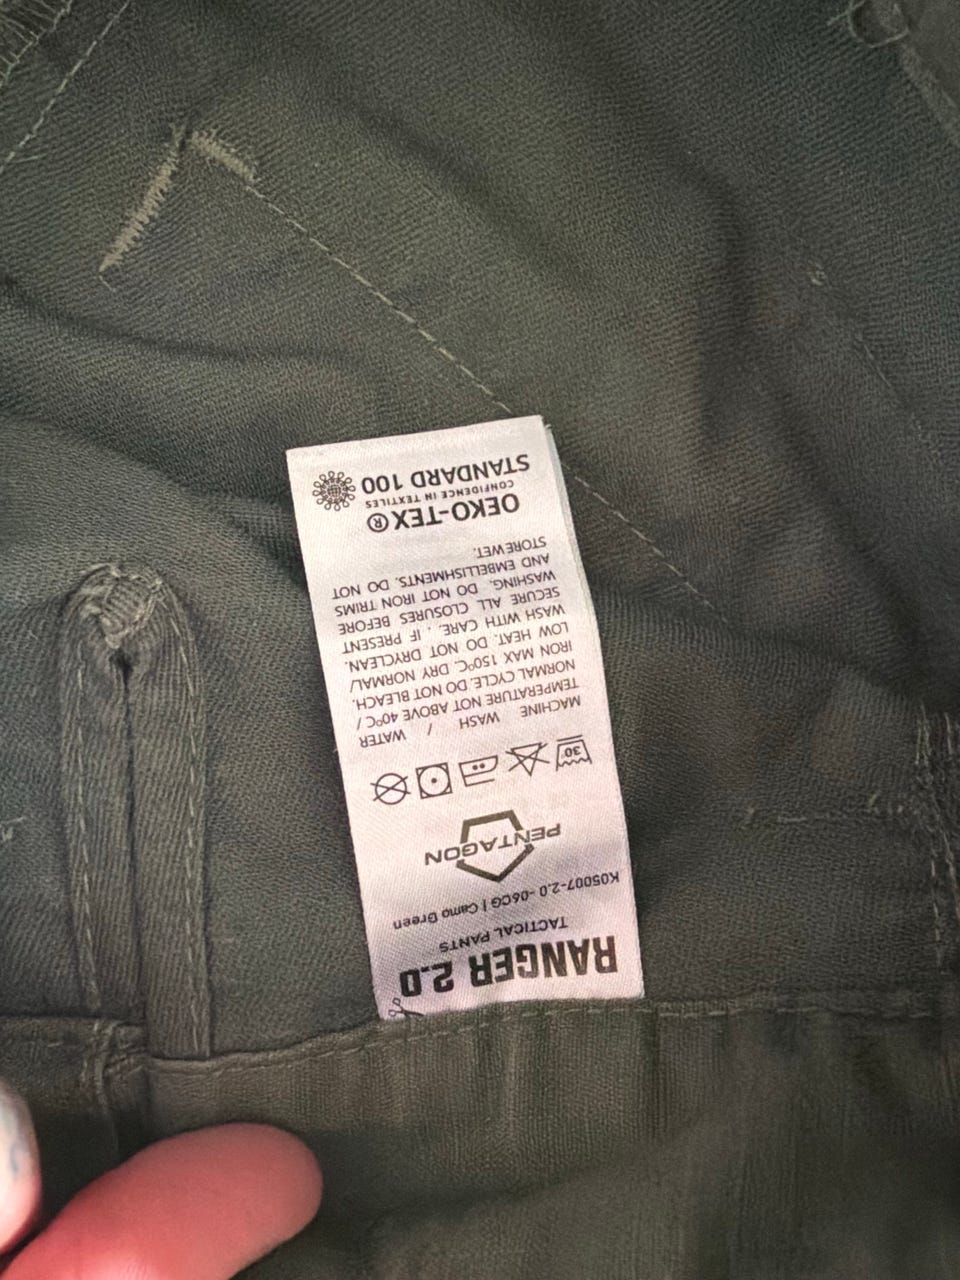 RANGER 2.0
TACTICAL PANTS
K05007-2.0-06CG | Camo Green
PENTAGON
30°
MACHINE WASH / WATER
TEMPERATURE NOT ABOVE 40°C /
NORMAL CYCLE. DO NOT BLEACH.
IRON MAX 150°C. DRY NORMAL/
LOW HEAT. DO NOT DRYCLEAN.
WASH WITH CARE. , IF PRESENT
SECURE ALL CLOSURES BEFORE
WASHING. DO NOT IRON TRIMS
AND EMBELLISHMENTS. DO NOT
STORE WET.
OEKO-TEX®
CONFIDENCE IN TEXTILES
STANDARD 100